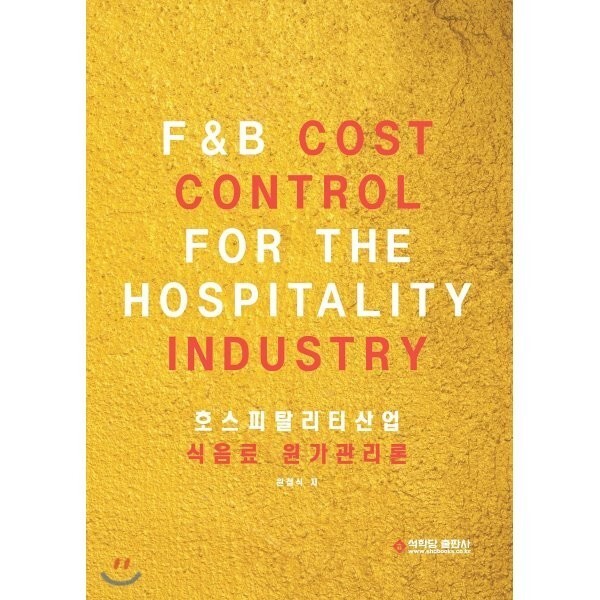 F&B COST
CONTROL
FOR THE
HOSPITALITY
INDUSTRY
호스피탈리티산업
식음료 원가관리론
저
석학당 출판사